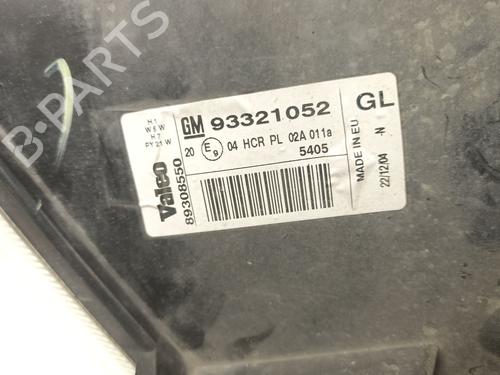 H1
W5W
H7
PY21W
GM 93321052
GL
20 E9 04 HCR PL 02A 011a
5405
Valeo
89308550
MADE IN EU
22/12/04 -N
B-PARTS